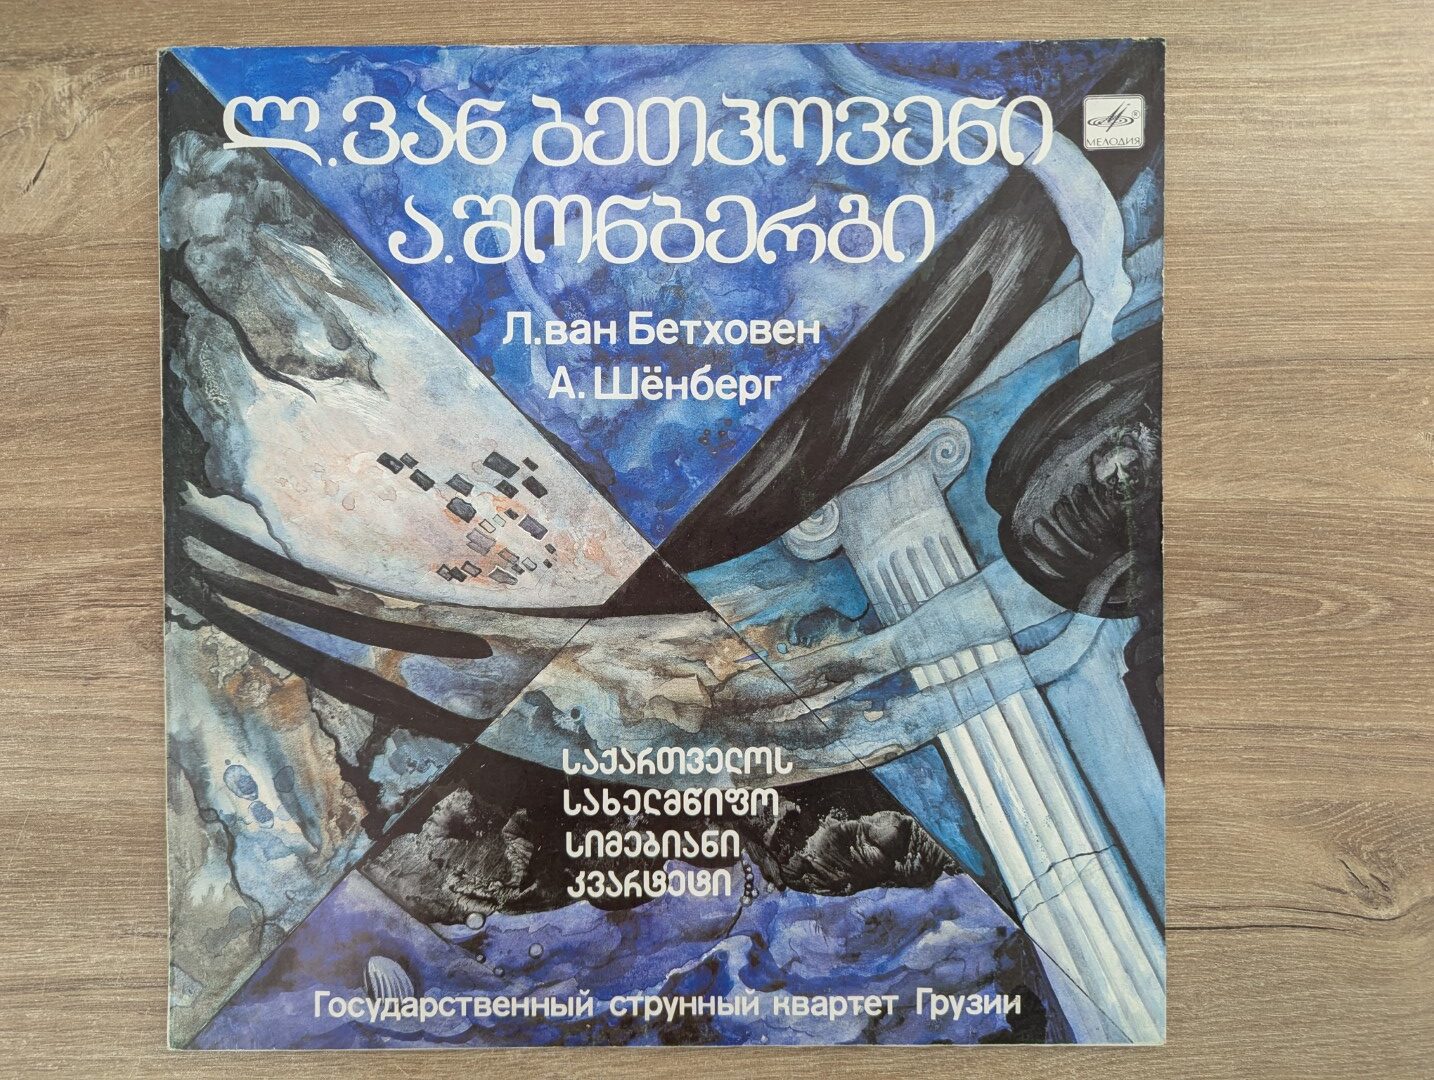 ლ.ვან ბეთჰოვენი
МЕЛОДИЯ
ა.შონბერგი
Л.ван Бетховен
А. Шёнберг
საქართველოს
სახელმწიფო
სიმებიანი
კვარტეტი
Государственный струнный квартет Грузии